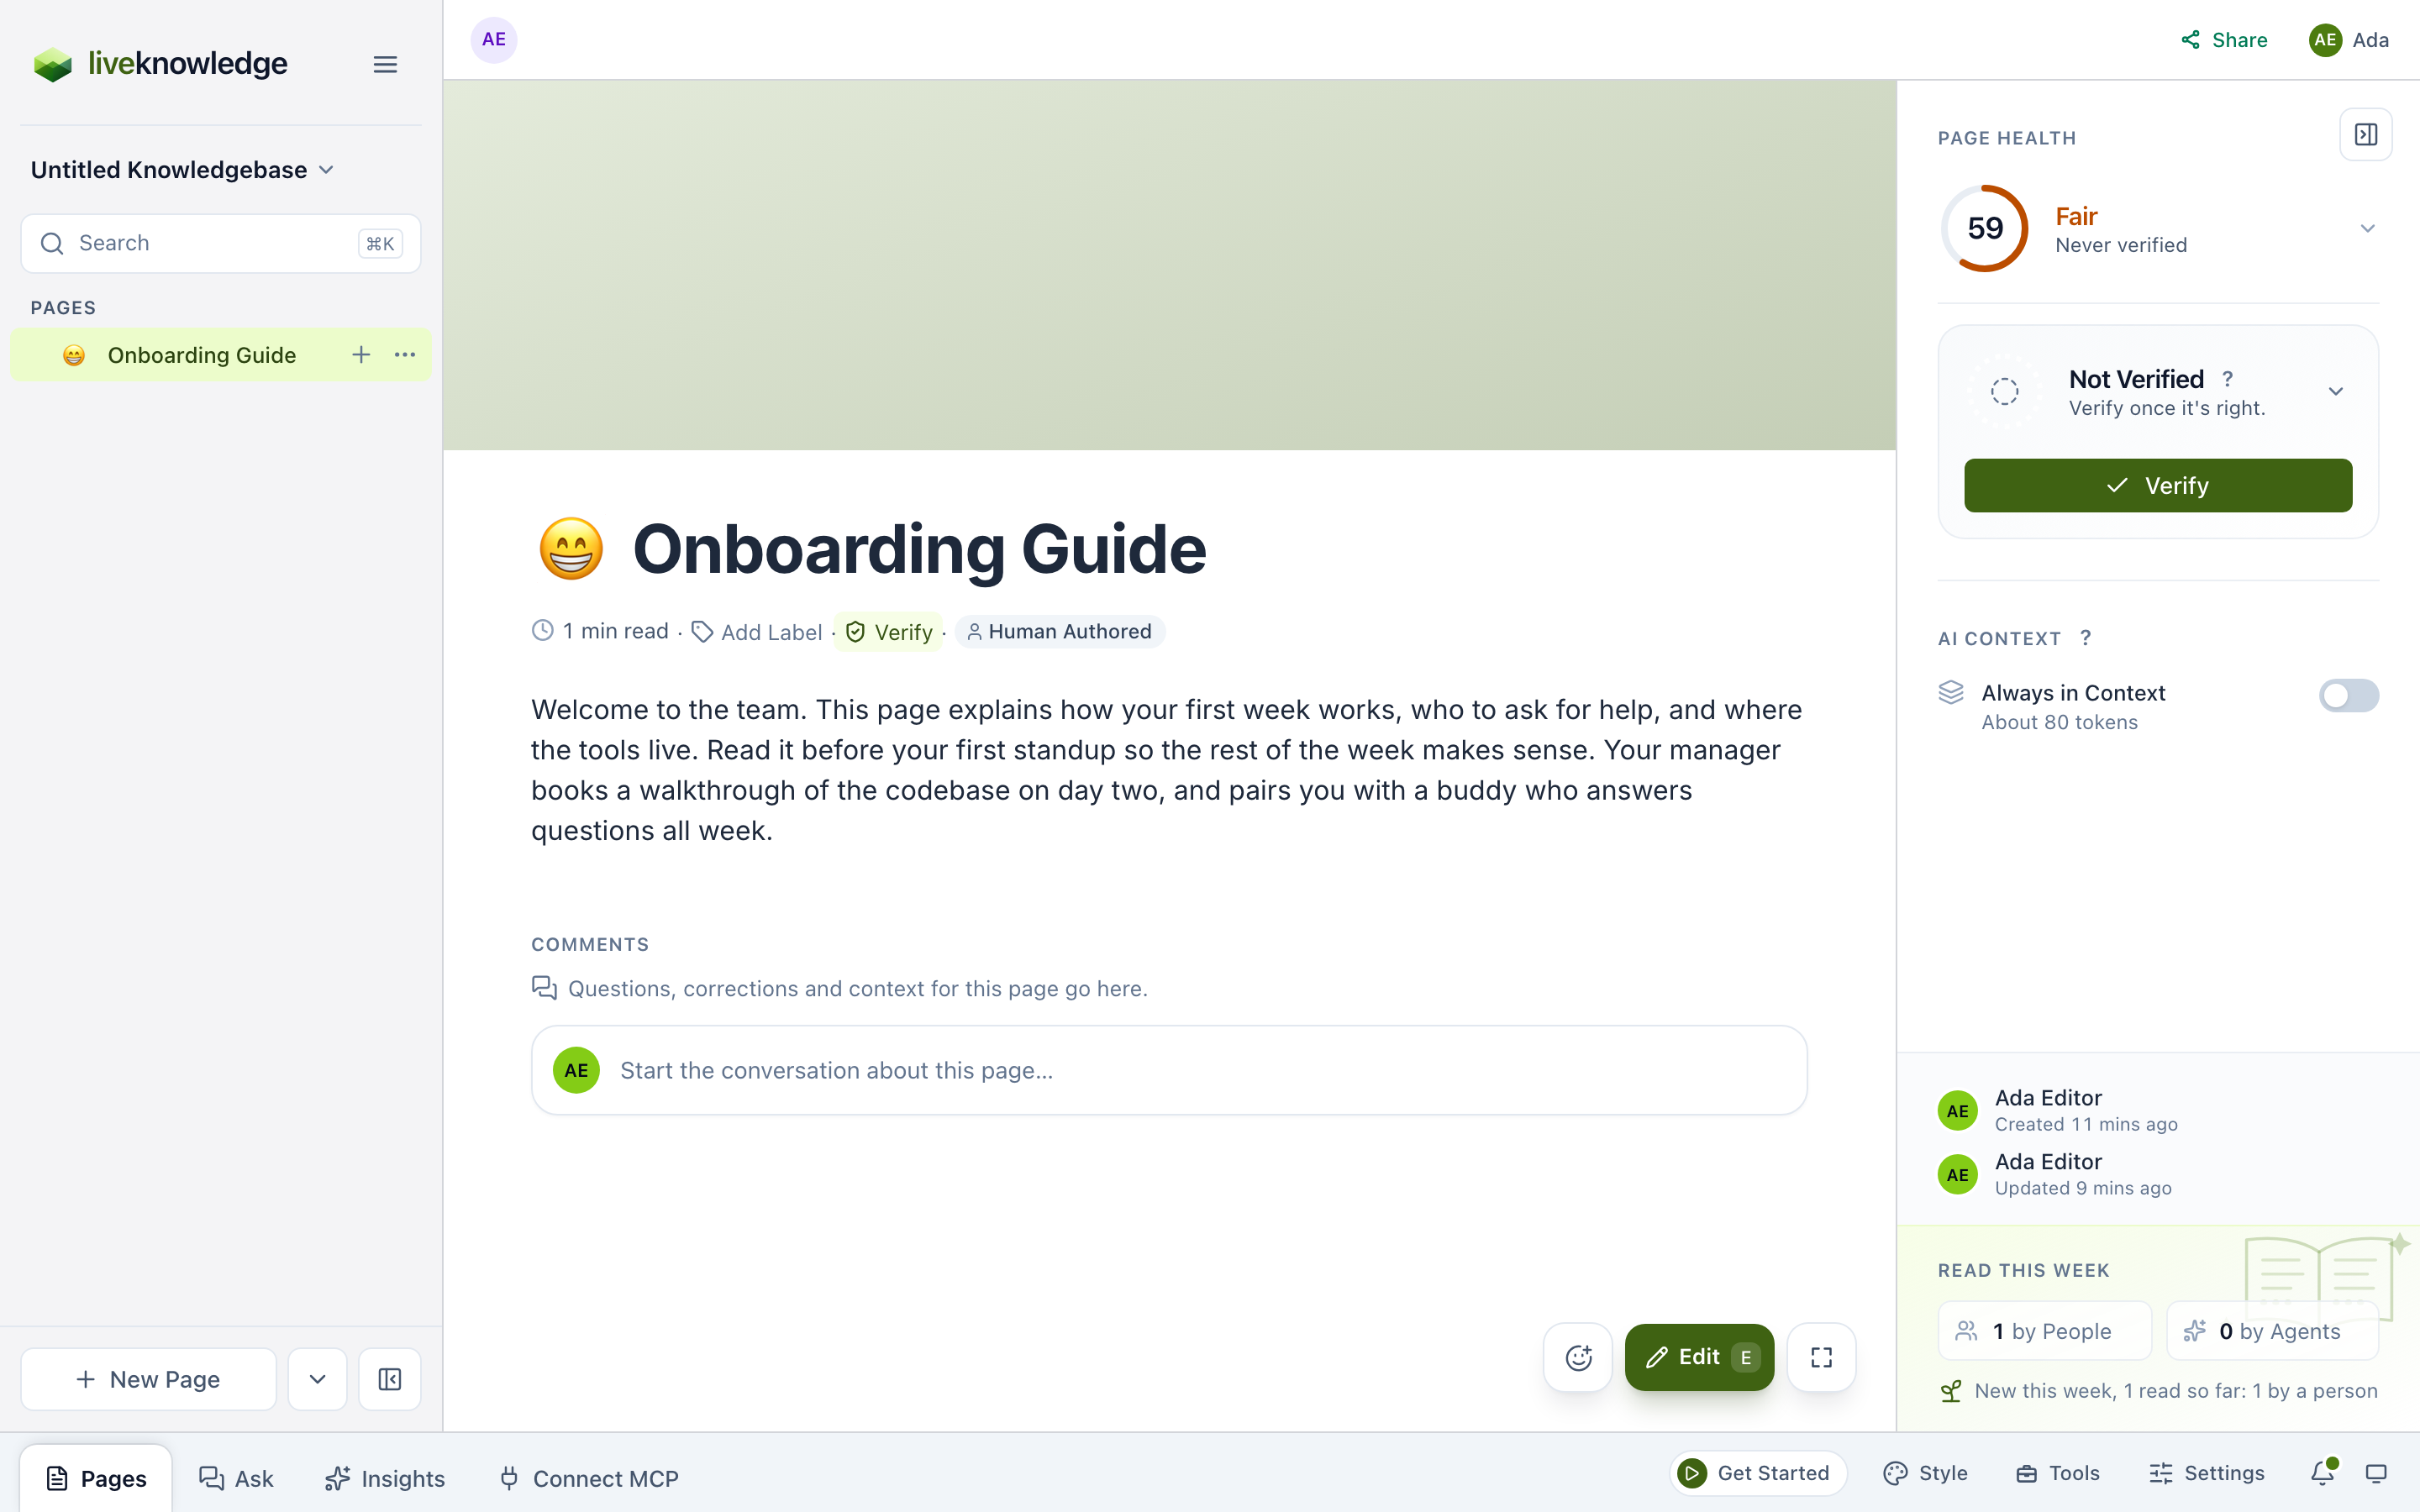 liveknowledge
Untitled Knowledgebase
Search
⌘K
PAGES
Onboarding Guide
New Page
AE
Share
AE
Ada
Onboarding Guide
1 min read · Add Label · Verify · Human Authored
Welcome to the team. This page explains how your first week works, who to ask for help, and where
the tools live. Read it before your first standup so the rest of the week makes sense. Your manager
books a walkthrough of the codebase on day two, and pairs you with a buddy who answers
questions all week.
COMMENTS
Questions, corrections and context for this page go here.
AE
Start the conversation about this page...
Edit E
PAGE HEALTH
59
Fair
Never verified
Not Verified ?
Verify once it's right.
Verify
AI CONTEXT ?
Always in Context
About 80 tokens
AE
Ada Editor
Created 11 mins ago
AE
Ada Editor
Updated 9 mins ago
READ THIS WEEK
1 by People
0 by Agents
New this week, 1 read so far: 1 by a person
Pages
Ask
Insights
Connect MCP
Get Started
Style
Tools
Settings